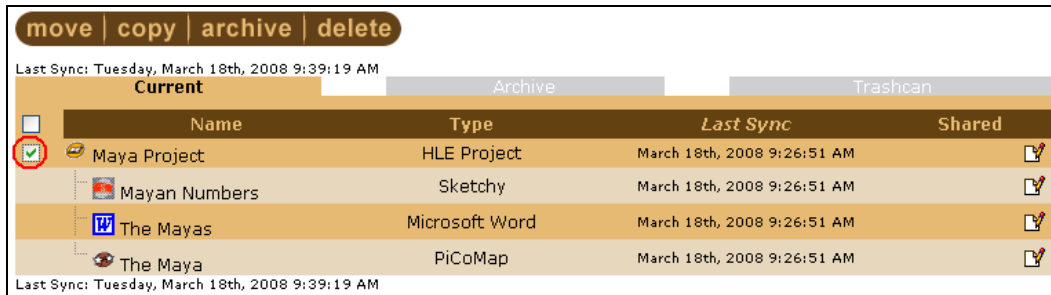 move | copy | archive | delete
Last Sync: Tuesday, March 18th, 2008 9:39:19 AM
Current Archive Trashcan
Name Type Last Sync Shared
Maya Project HLE Project March 18th, 2008 9:26:51 AM
Mayan Numbers Sketchy March 18th, 2008 9:26:51 AM
The Mayas Microsoft Word March 18th, 2008 9:26:51 AM
The Maya PiCoMap March 18th, 2008 9:26:51 AM
Last Sync: Tuesday, March 18th, 2008 9:39:19 AM